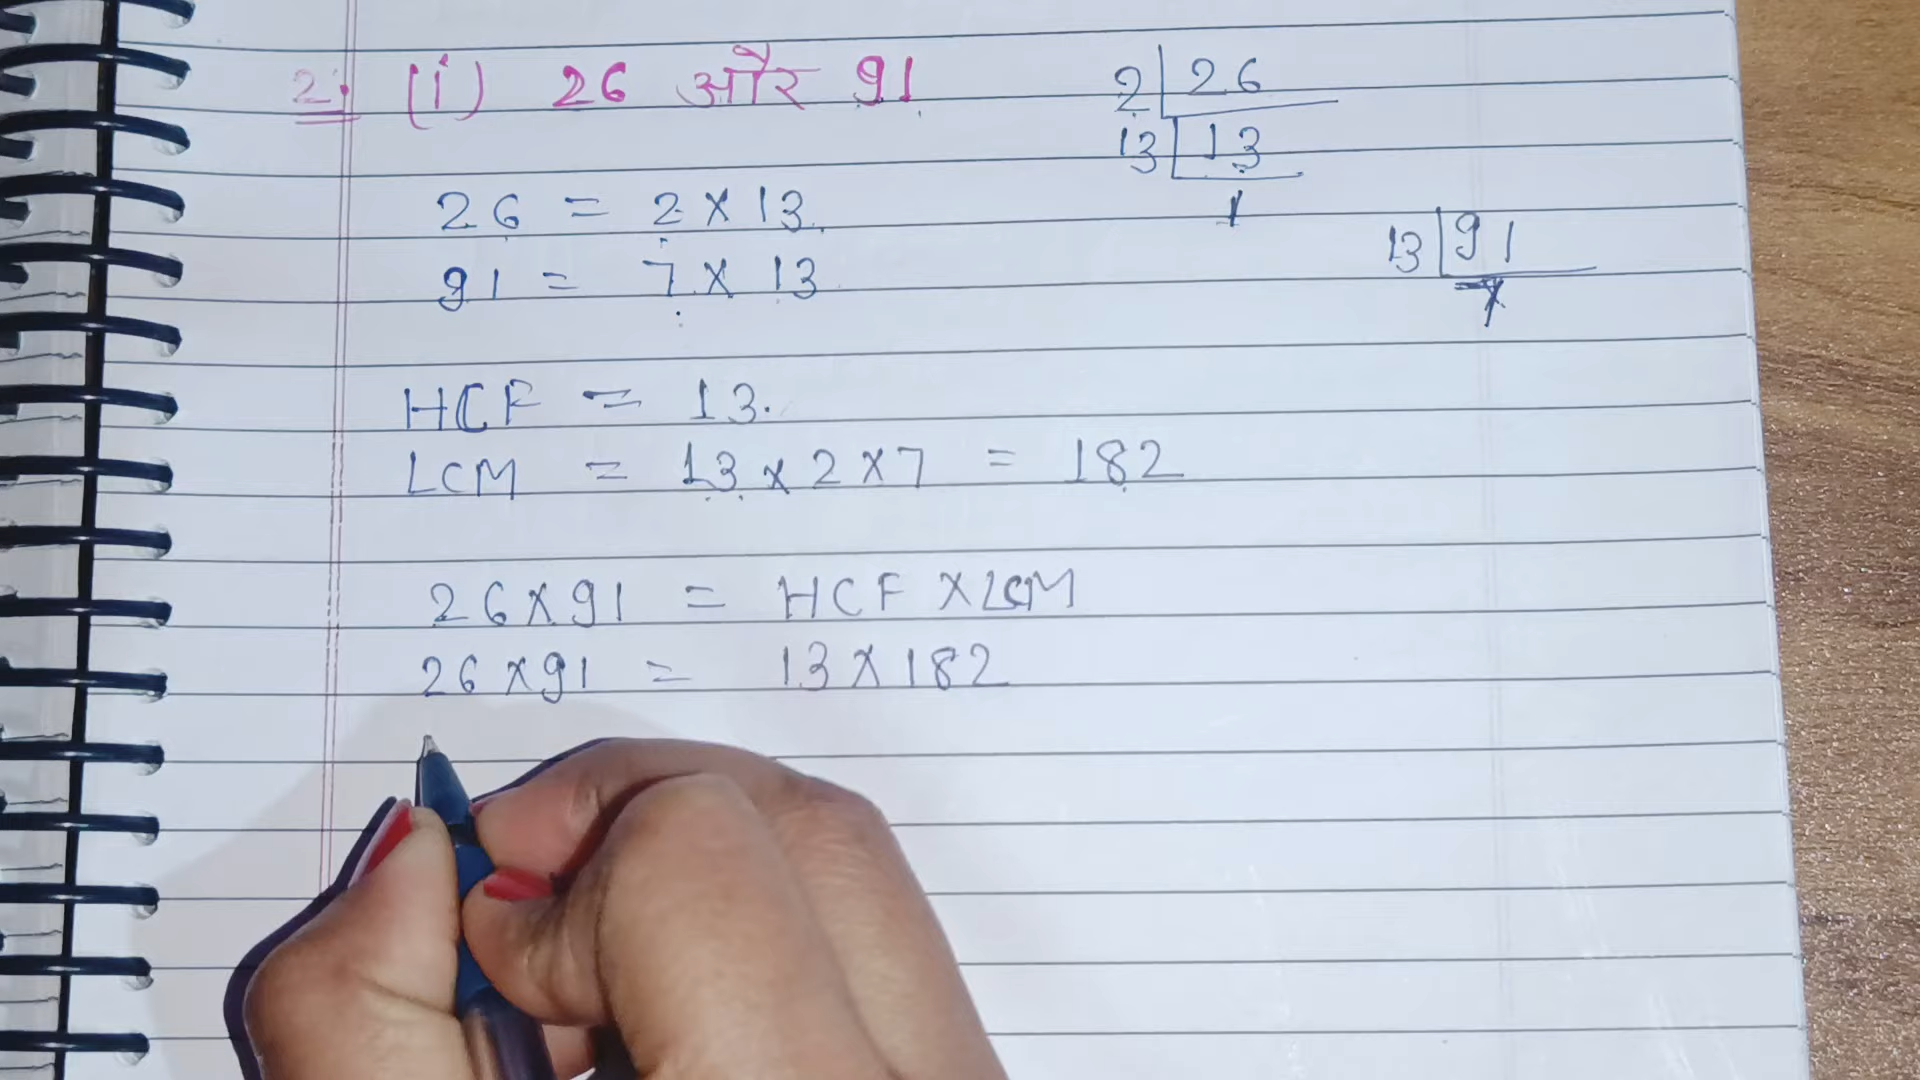 2. (i) 26 और 91
2 | 26
13 | 13
1
26 = 2 × 13
91 = 7 × 13
13 | 91
7
HCF = 13.
LCM = 13 × 2 × 7 = 182
26 × 91 = HCF × LCM
26 × 91 = 13 × 182